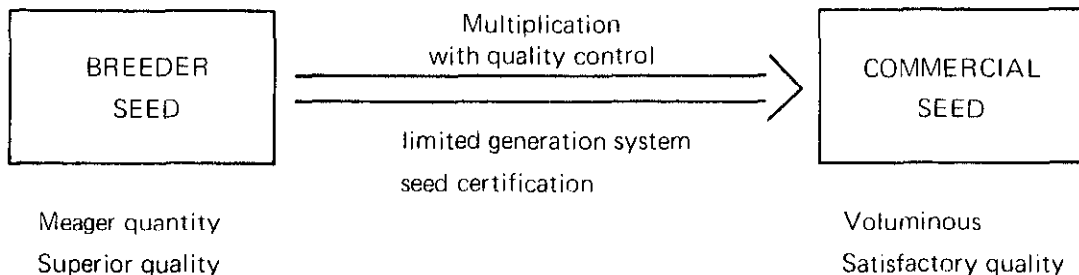 BREEDER
SEED
Multiplication
with quality control
limited generation system
seed certification
COMMERCIAL
SEED
Meager quantity
Superior quality
Voluminous
Satisfactory quality